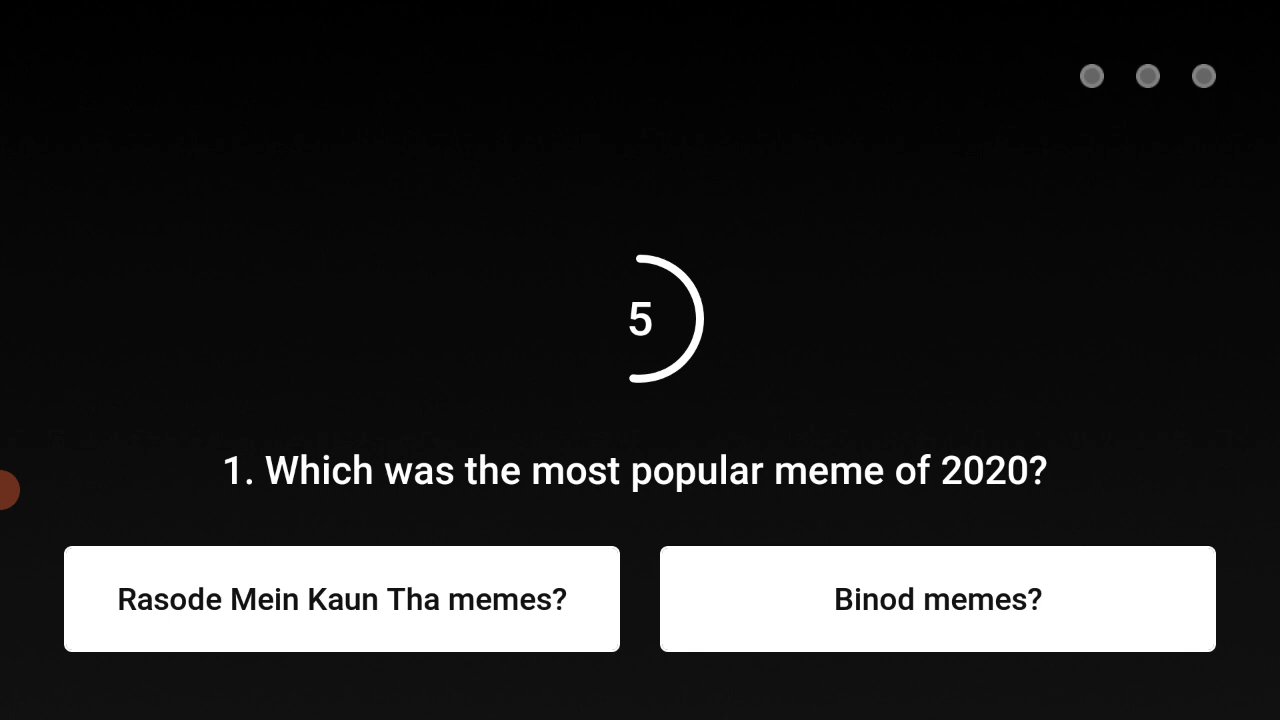 5
1. Which was the most popular meme of 2020?
Rasode Mein Kaun Tha memes?
Binod memes?